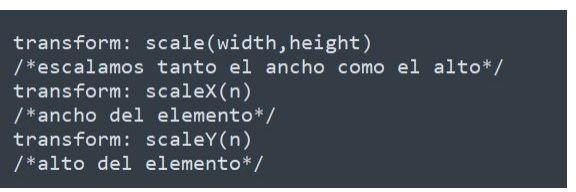 transform: scale(width,height)
/*escalamos tanto el ancho como el alto*/
transform: scaleX(n)
/*ancho del elemento*/
transform: scaleY(n)
/*alto del elemento*/